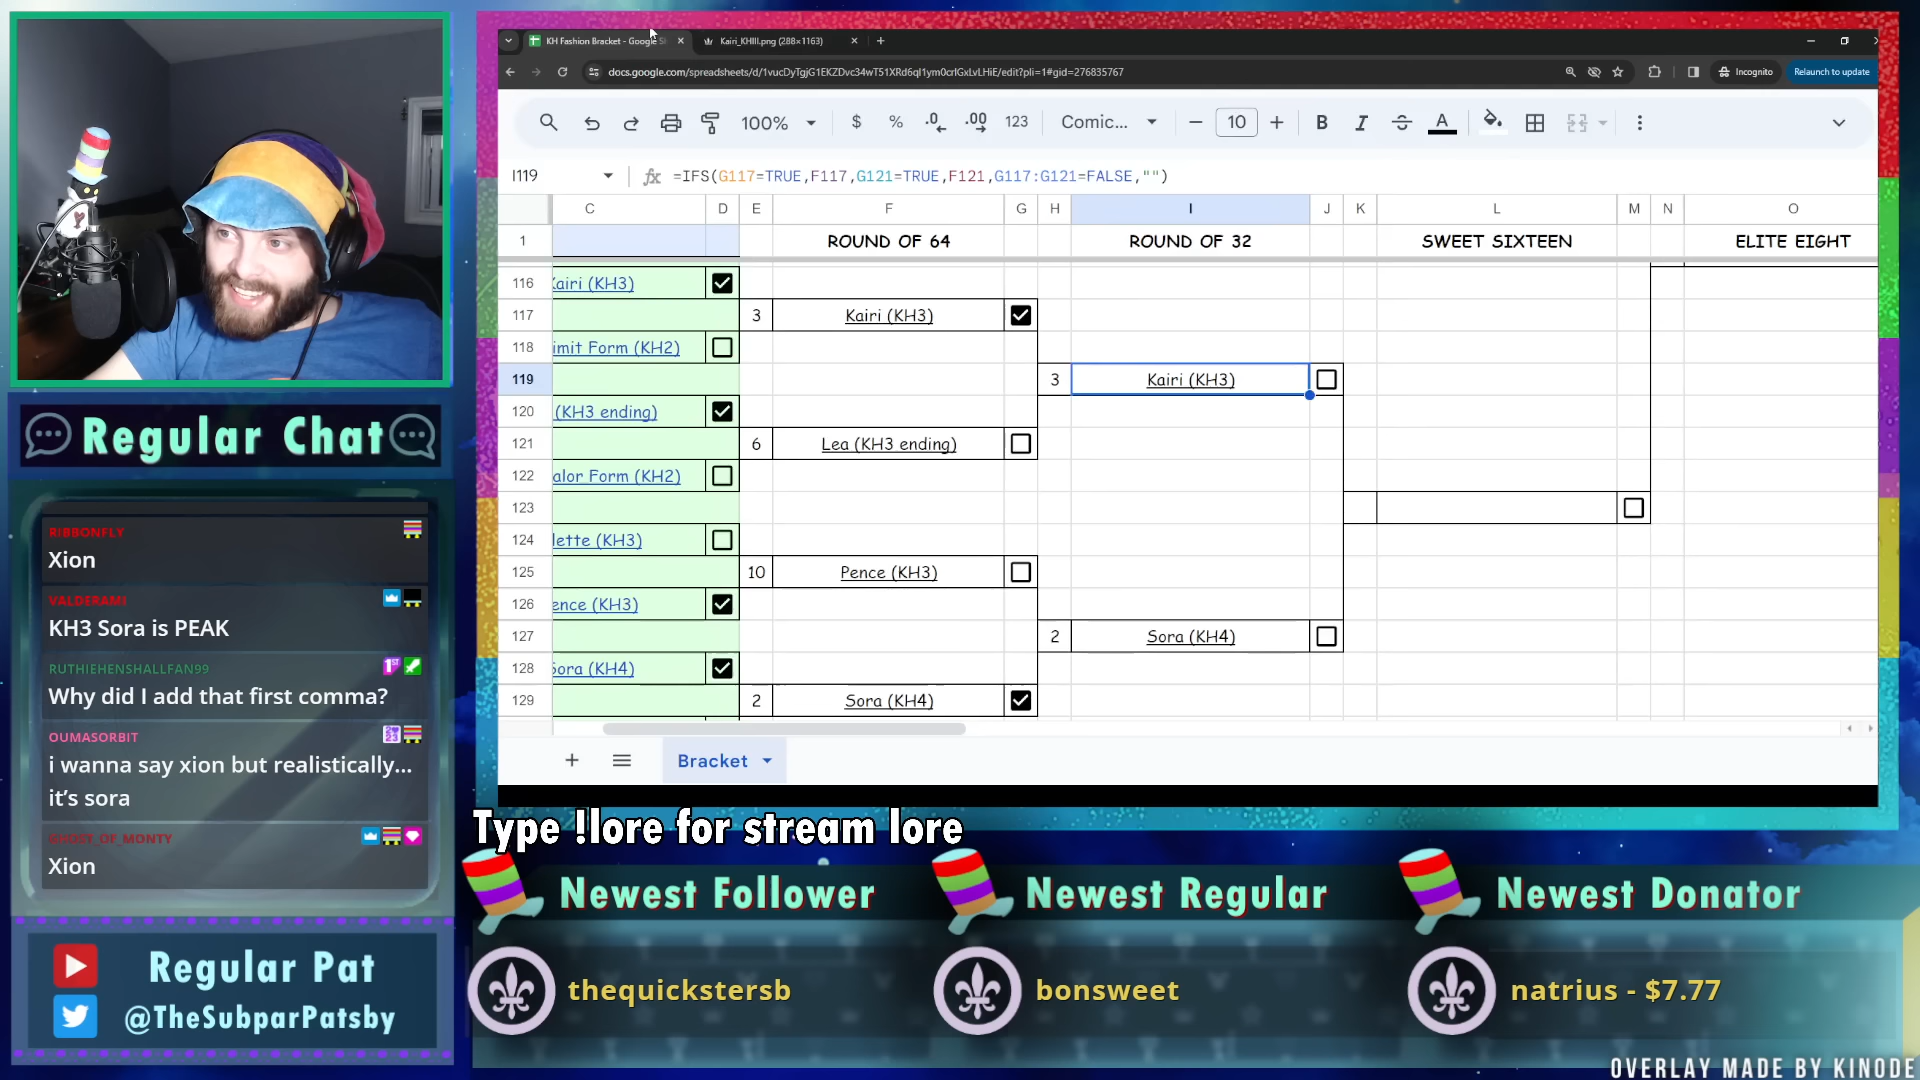 KH Fashion Bracket - Google S
Kairi_KHIII.png (288×1163)
docs.google.com/spreadsheets/d/1vucDyTgjG1EKZDvc34wT51XRd6qI1ym0crIGxLvLHiE/edit?pli=1#gid=276835767
Incognito
Relaunch to update
100%
$ % .0 .00 123
Comic...
10
B I A
I119
fx =IFS(G117=TRUE,F117,G121=TRUE,F121,G117:G121=FALSE,"")
C D E F G H I J K L M N O
1 ROUND OF 64 ROUND OF 32 SWEET SIXTEEN ELITE EIGHT
116 Kairi (KH3)
117 3 Kairi (KH3)
118 imit Form (KH2)
119 3 Kairi (KH3)
120 (KH3 ending)
121 6 Lea (KH3 ending)
122 alor Form (KH2)
123
124 lette (KH3)
125 10 Pence (KH3)
126 ence (KH3)
127 2 Sora (KH4)
128 Sora (KH4)
129 2 Sora (KH4)
Bracket
Regular Chat
RIBBONFLY
Xion
VALDERAMI
KH3 Sora is PEAK
RUTHIEHENSHALLFAN99
Why did I add that first comma?
OUMASORBIT
i wanna say xion but realistically...
it's sora
Xion
Regular Pat
@TheSubparPatsby
Type !lore for stream lore
Newest Follower
thequickstersb
Newest Regular
bonsweet
Newest Donator
natrius - $7.77
OVERLAY MADE BY KINODE